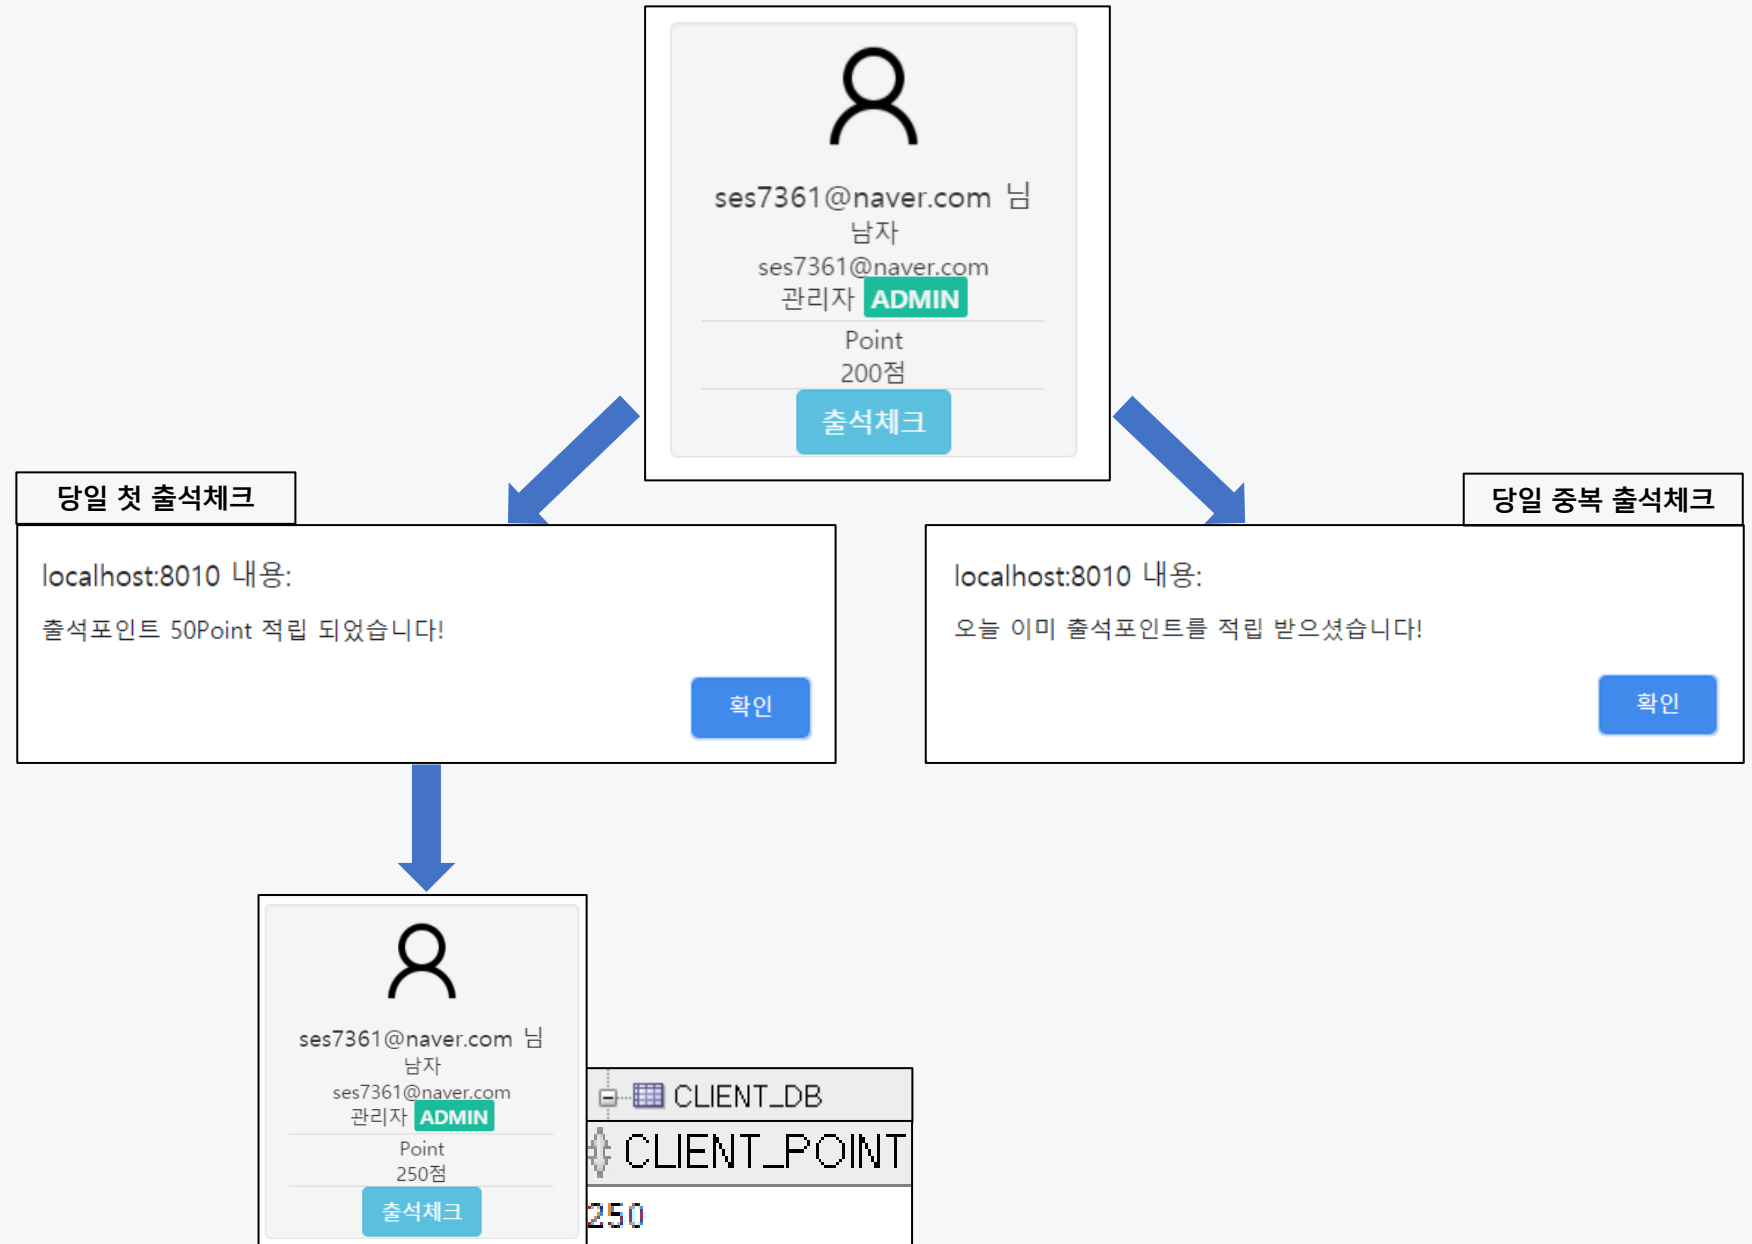 ses7361@naver.com 님
남자
ses7361@naver.com
관리자 ADMIN
Point
200점
출석체크
당일 첫 출석체크
localhost:8010 내용:
출석포인트 50Point 적립 되었습니다!
확인
당일 중복 출석체크
localhost:8010 내용:
오늘 이미 출석포인트를 적립 받으셨습니다!
확인
ses7361@naver.com 님
남자
ses7361@naver.com
관리자 ADMIN
Point
250점
출석체크
CLIENT_DB
CLIENT_POINT
250